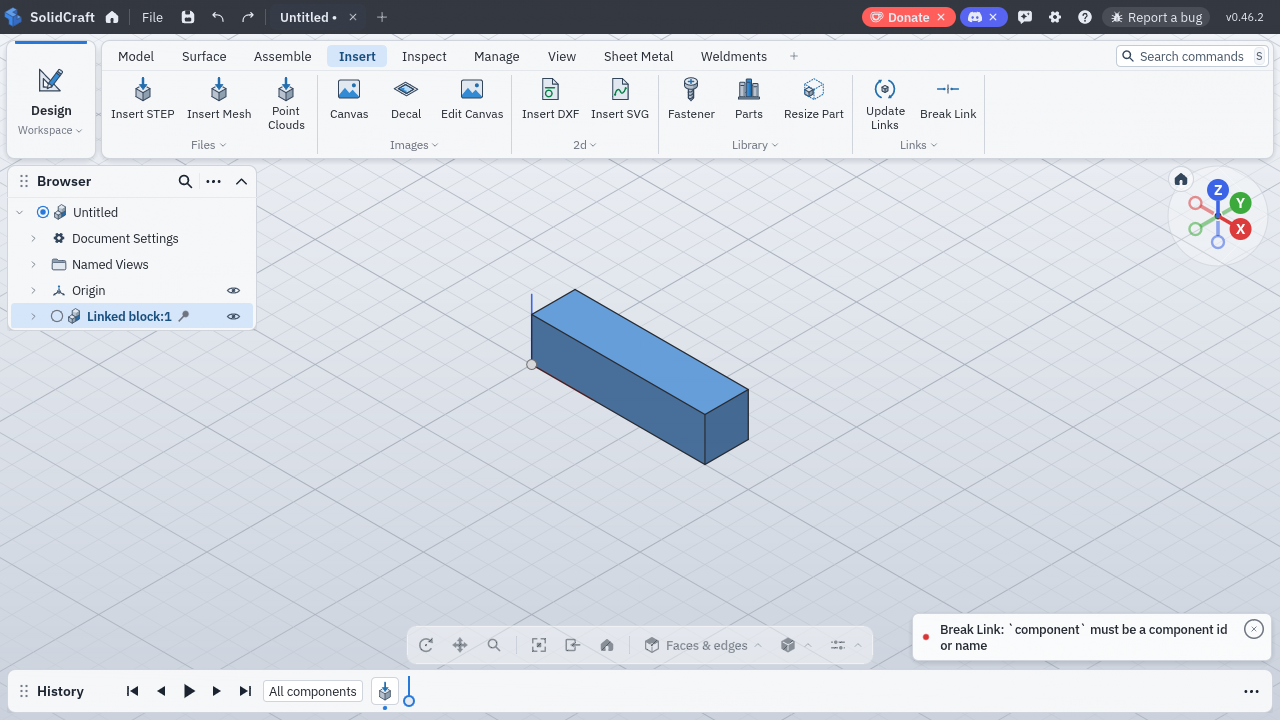 SolidCraft File Untitled • Donate Report a bug v0.46.2
Model Surface Assemble Insert Inspect Manage View Sheet Metal Weldments Search commands S
Design
Workspace
Insert STEP Insert Mesh Point Clouds
Files
Canvas Decal Edit Canvas
Images
Insert DXF Insert SVG
2d
Fastener Parts Resize Part
Library
Update Links Break Link
Links
Browser
Untitled
Document Settings
Named Views
Origin
Linked block:1
Z
Y
X
Faces & edges
Break Link: `component` must be a component id
or name
History All components